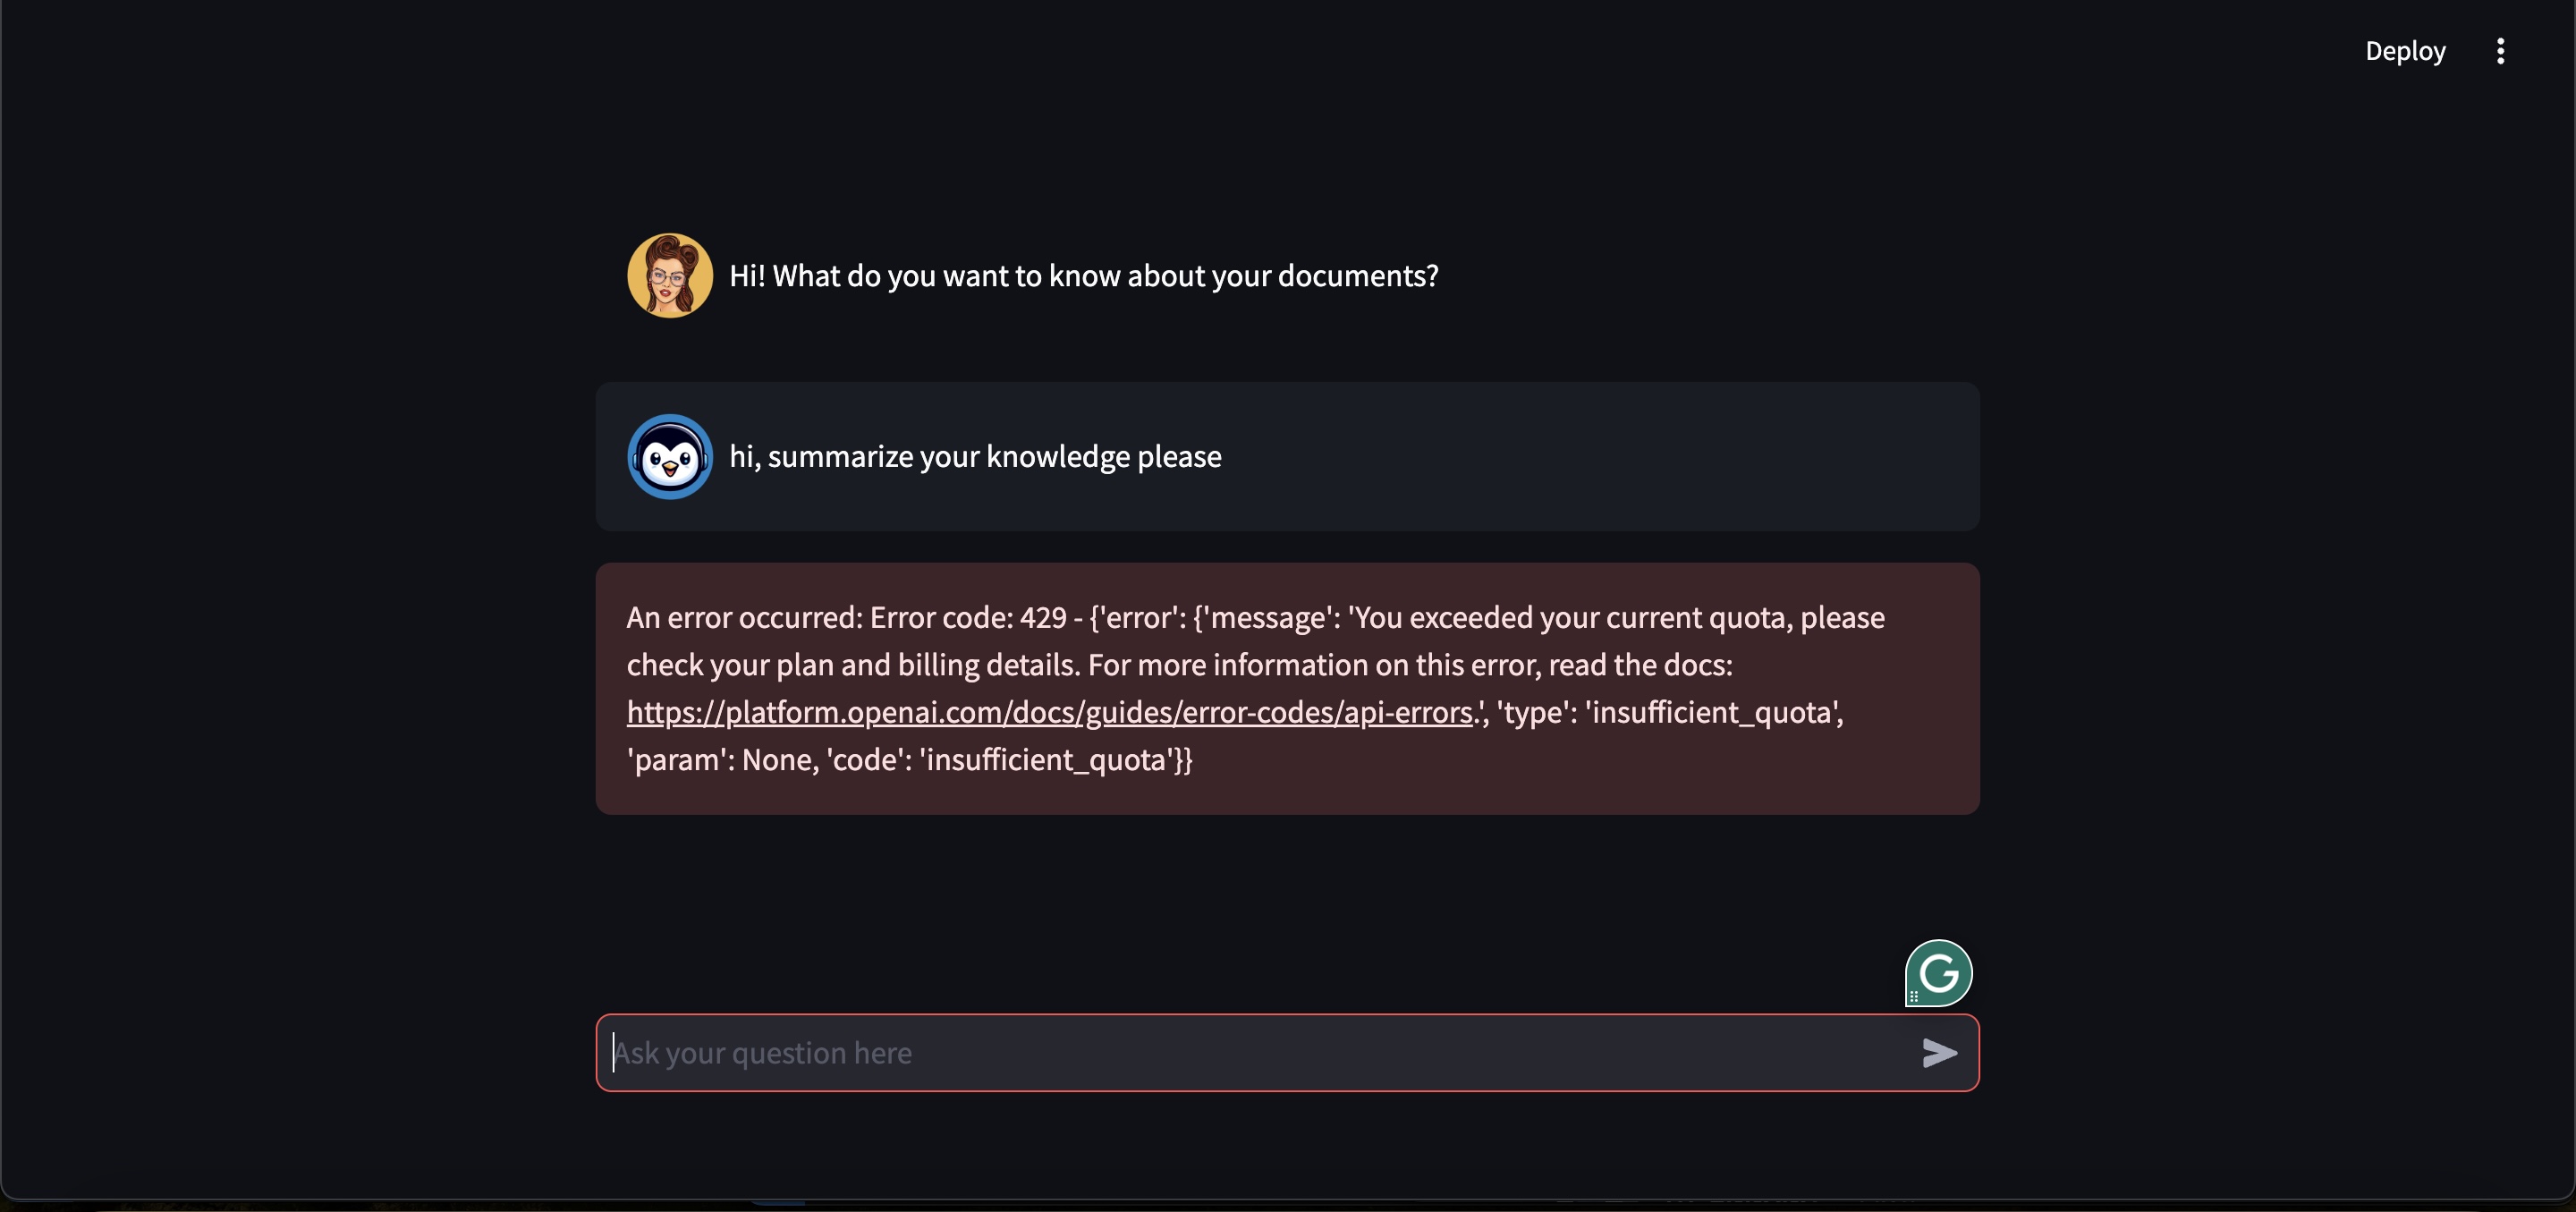 Deploy
Hi! What do you want to know about your documents?
hi, summarize your knowledge please
An error occurred: Error code: 429 - {'error': {'message': 'You exceeded your current quota, please
check your plan and billing details. For more information on this error, read the docs:
https://platform.openai.com/docs/guides/error-codes/api-errors.', 'type': 'insufficient_quota',
'param': None, 'code': 'insufficient_quota'}}
G
Ask your question here